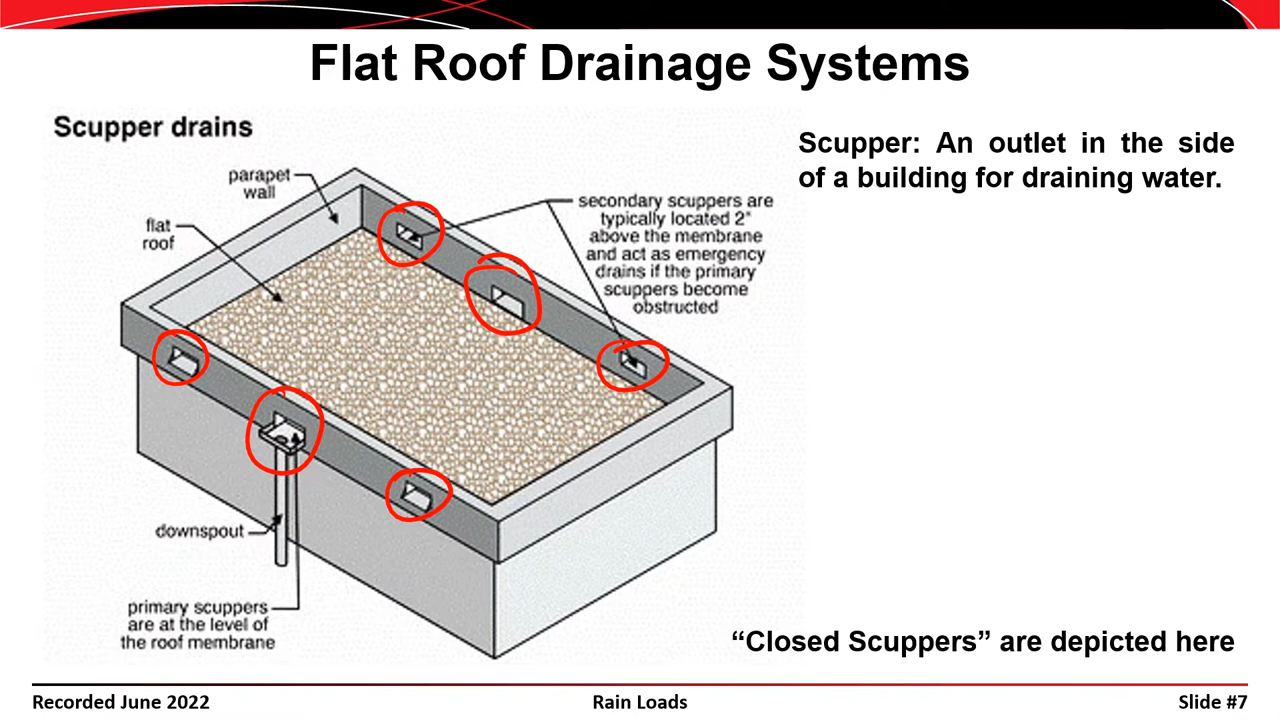 Flat Roof Drainage Systems
Scupper drains
Scupper: An outlet in the side
of a building for draining water.
parapet
wall
flat
roof
secondary scuppers are
typically located 2"
above the membrane
and act as emergency
drains if the primary
scuppers become
obstructed
downspout
primary scuppers
are at the level of
the roof membrane
“Closed Scuppers” are depicted here
Recorded June 2022
Rain Loads
Slide #7